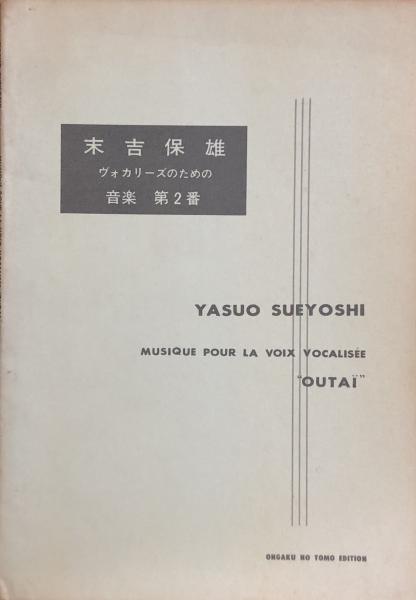 末吉保雄
ヴォカリーズのための
音楽 第2番
YASUO SUEYOSHI
MUSIQUE POUR LA VOIX VOCALISÉE
"OUTAÏ"
ONGAKU NO TOMO EDITION